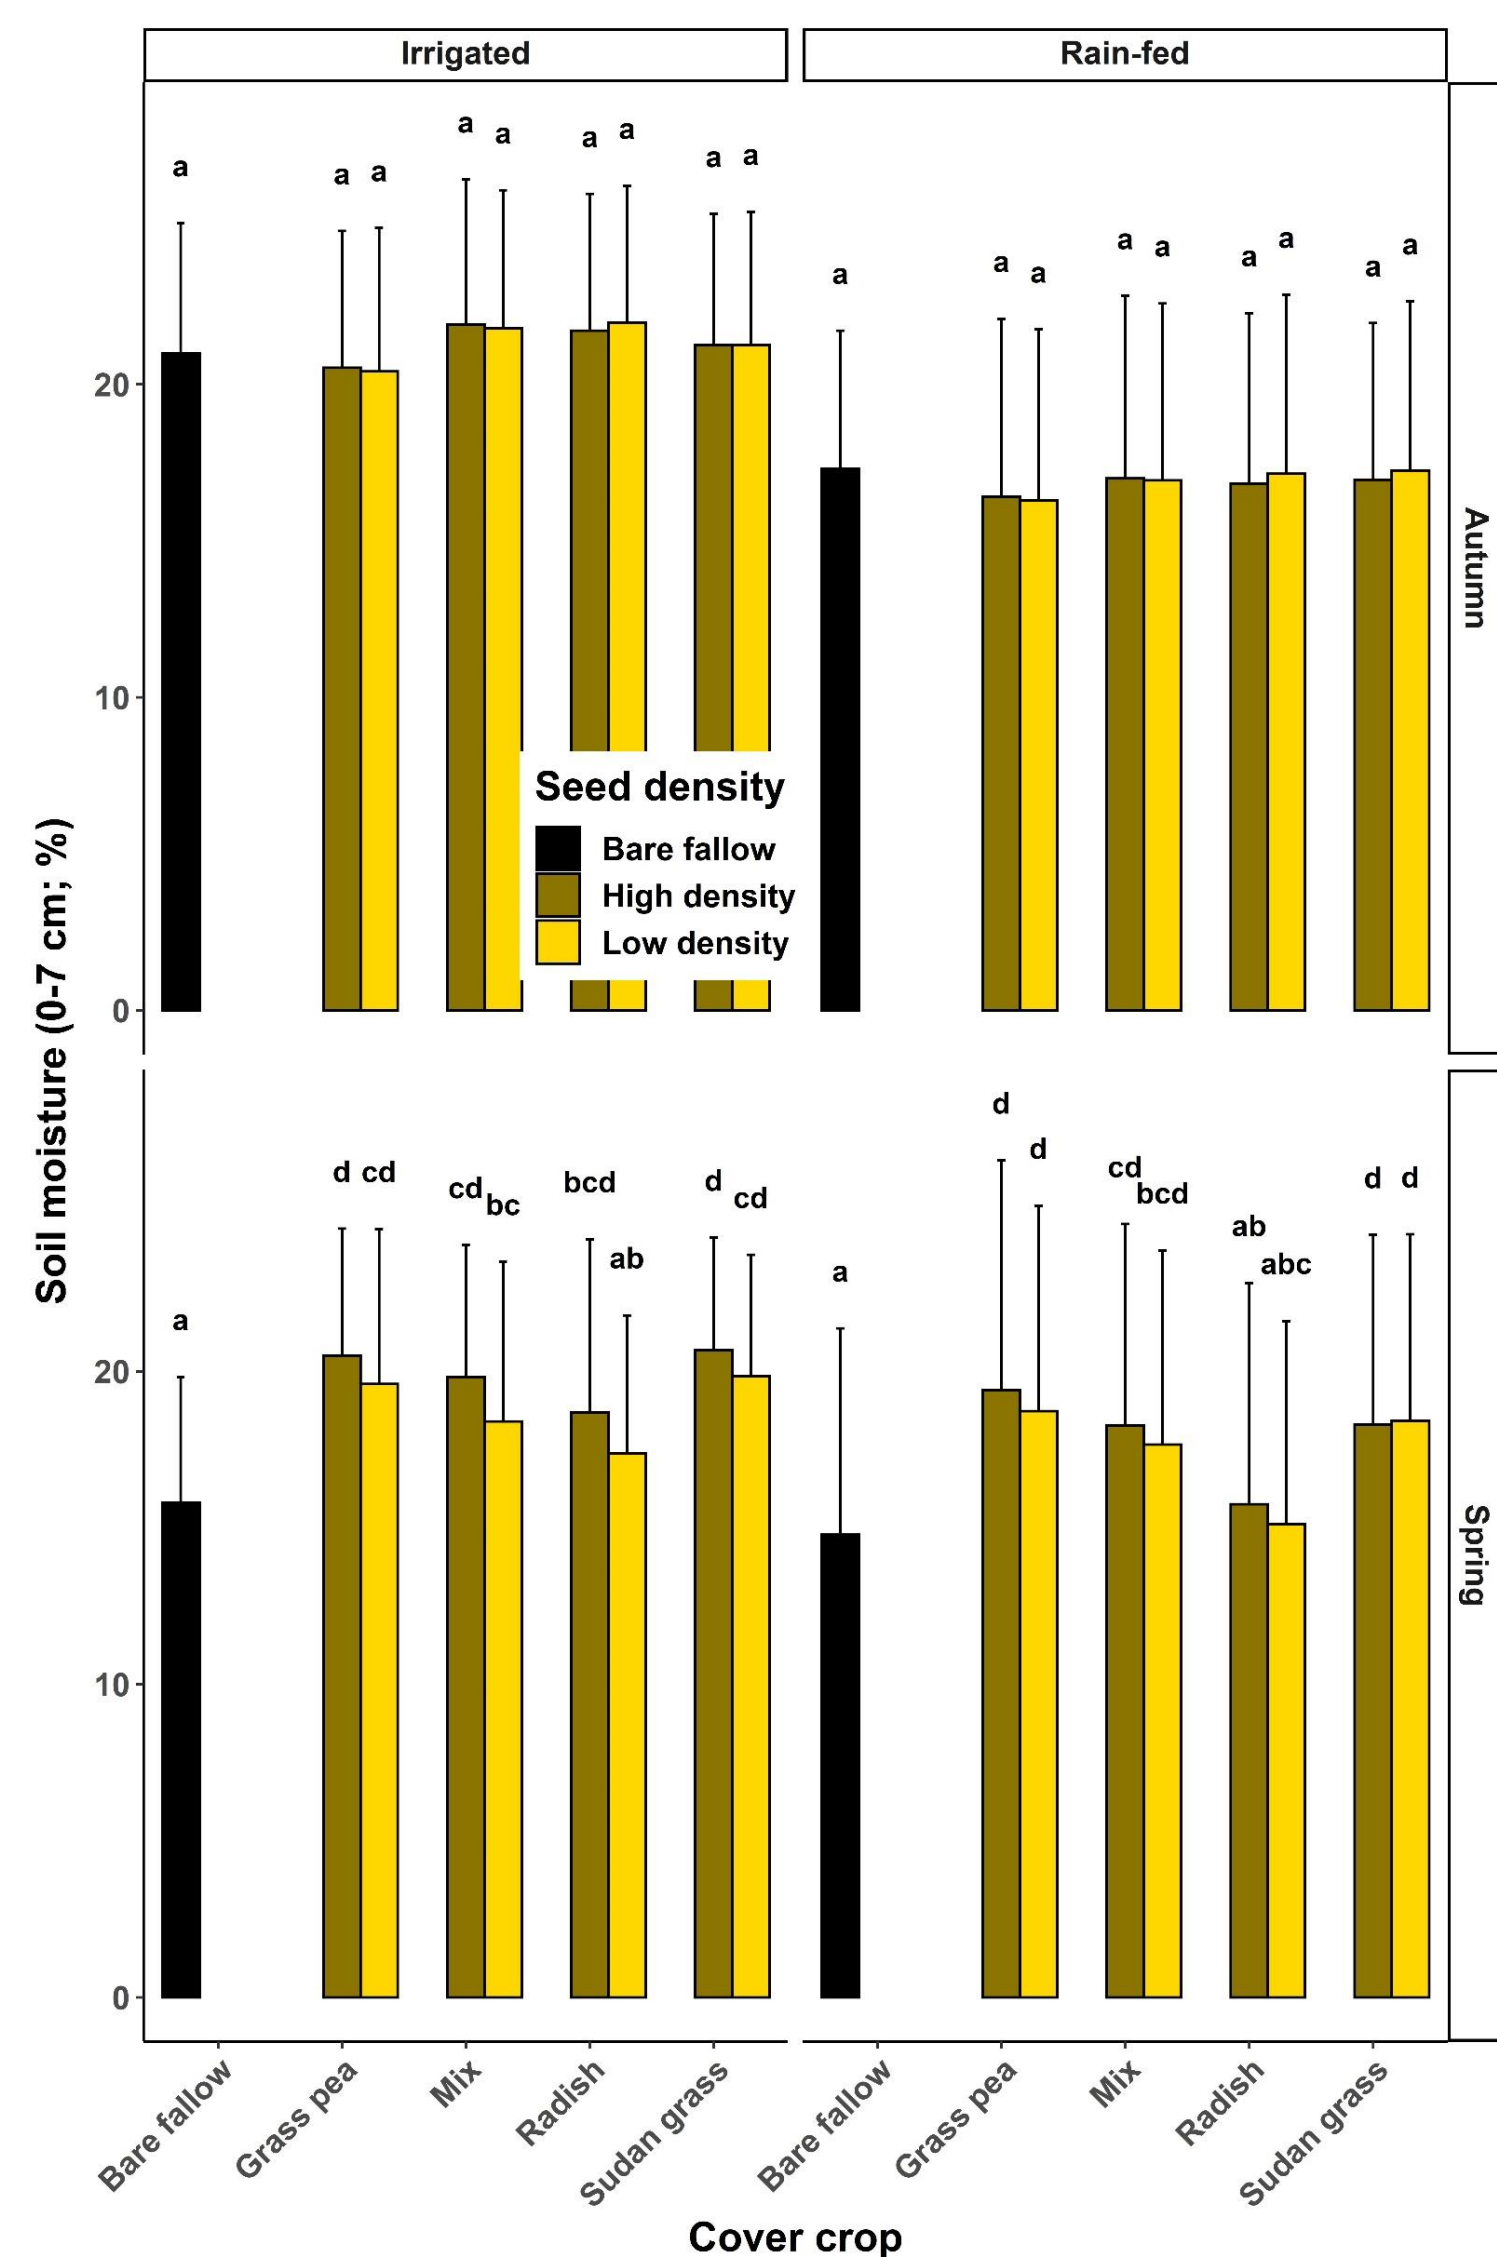 Irrigated
Rain-fed
a a a a a a a a a
a a a a a a a a a
20
10
0
Autumn
Seed density
Bare fallow
High density
Low density
Soil moisture (0-7 cm; %)
a d cd cd bc bcd ab d cd
a d d cd bcd ab abc d d
20
10
0
Spring
Bare fallow
Grass pea
Mix
Radish
Sudan grass
Bare fallow
Grass pea
Mix
Radish
Sudan grass
Cover crop